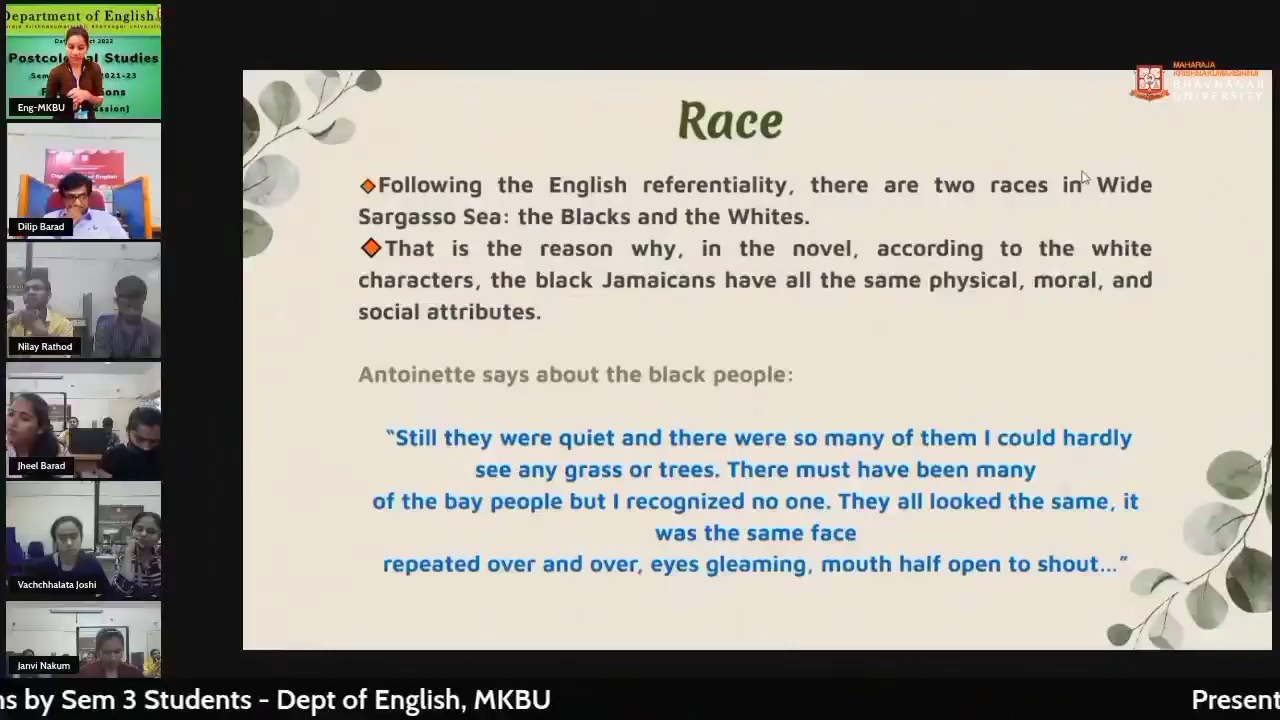 Department of English
2022
Postcol al Studies
2021-23
Eng-MKBU
Dilip Barad
Nilay Rathod
Jheel Barad
Vachchhalata Joshi
Janvi Nakum
MAHARAJA
KRISHNAKUMARSINHJI
BHAVNAGAR
UNIVERSITY
Race
Following the English referentiality, there are two races in Wide
Sargasso Sea: the Blacks and the Whites.
That is the reason why, in the novel, according to the white
characters, the black Jamaicans have all the same physical, moral, and
social attributes.
Antoinette says about the black people:
“Still they were quiet and there were so many of them I could hardly
see any grass or trees. There must have been many
of the bay people but I recognized no one. They all looked the same, it
was the same face
repeated over and over, eyes gleaming, mouth half open to shout...”
ns by Sem 3 Students - Dept of English, MKBU
Present